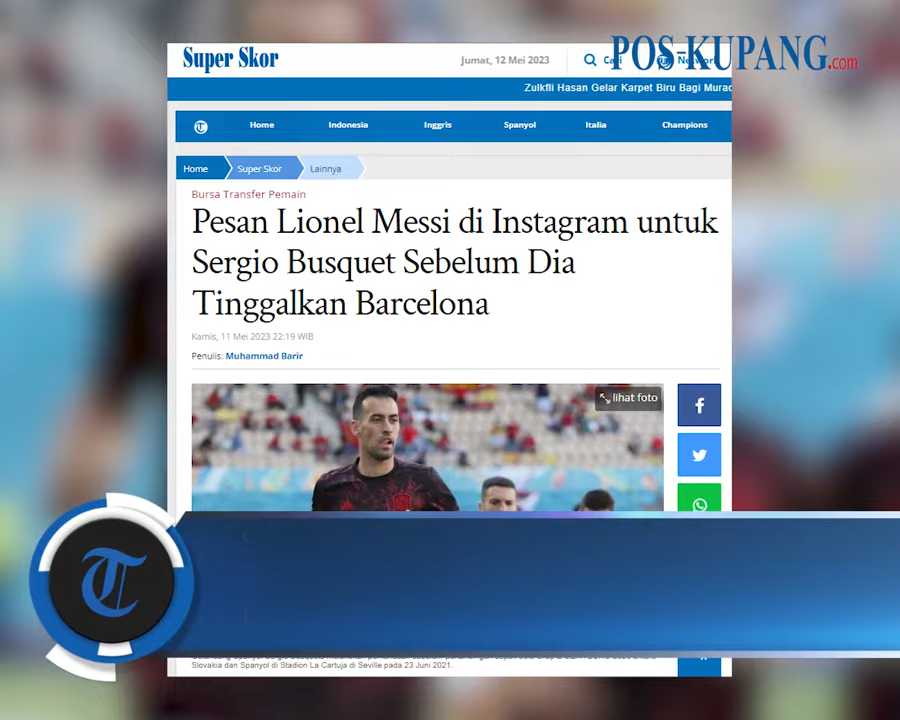 Super Skor
Jumat, 12 Mei 2023
POS-KUPANG.com
Zulkfli Hasan Gelar Karpet Biru Bagi
Home Indonesia Inggris Spanyol Italia Champions
Home Super Skor Lainnya
Bursa Transfer Pemain
Pesan Lionel Messi di Instagram untuk
Sergio Busquet Sebelum Dia
Tinggalkan Barcelona
Kamis, 11 Mei 2023 22:19 WIB
Penulis: Muhammad Barir
lihat foto
Slovakia dan Spanyol di Stadion La Cartuja di Seville pada 23 Juni 2021.